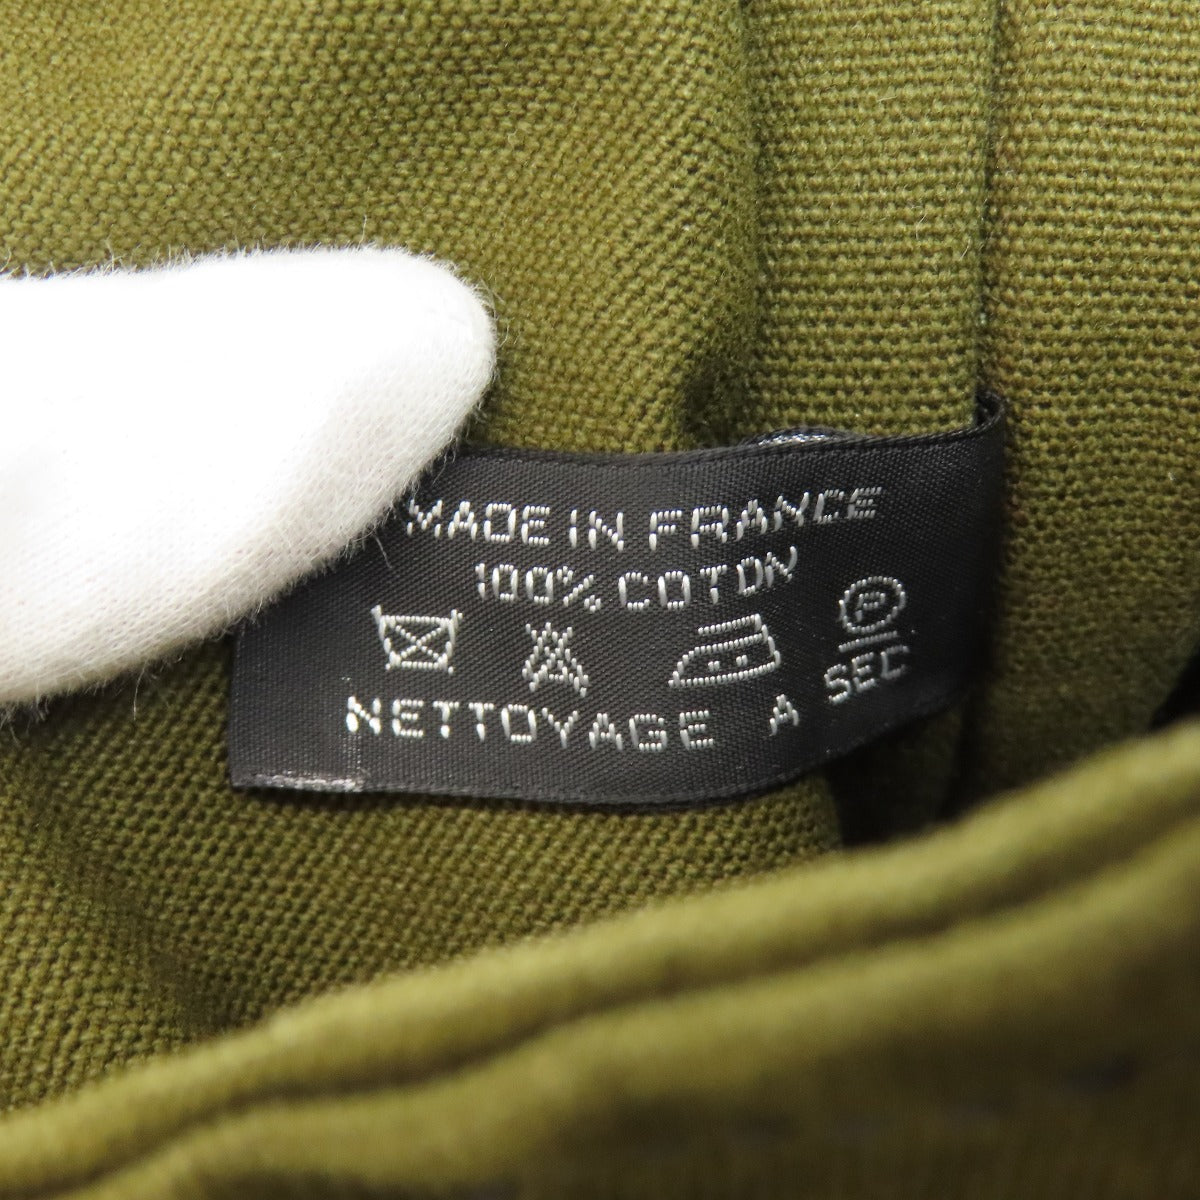 MADE IN FRANCE
100% COTON
P
NETTOYAGE A SEC